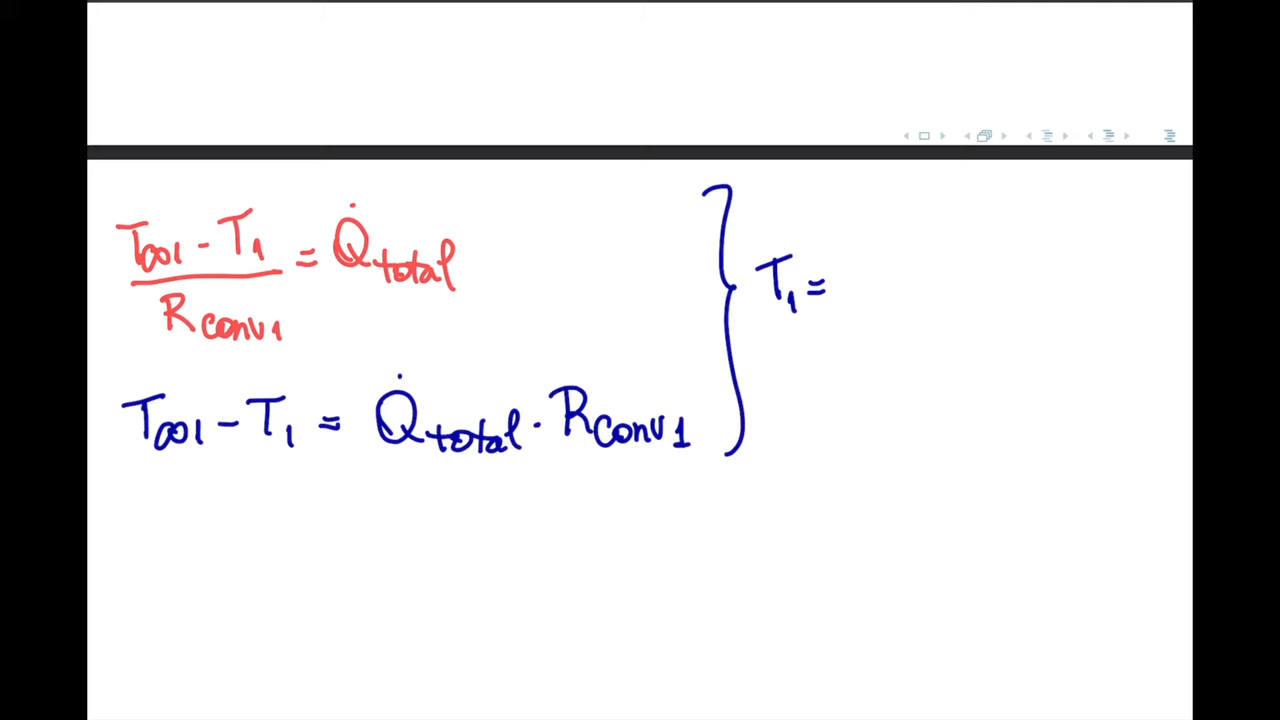 (T∞1 - T1) / Rconv1 = Q̇total
T∞1 - T1 = Q̇total · Rconv1
} T1 =